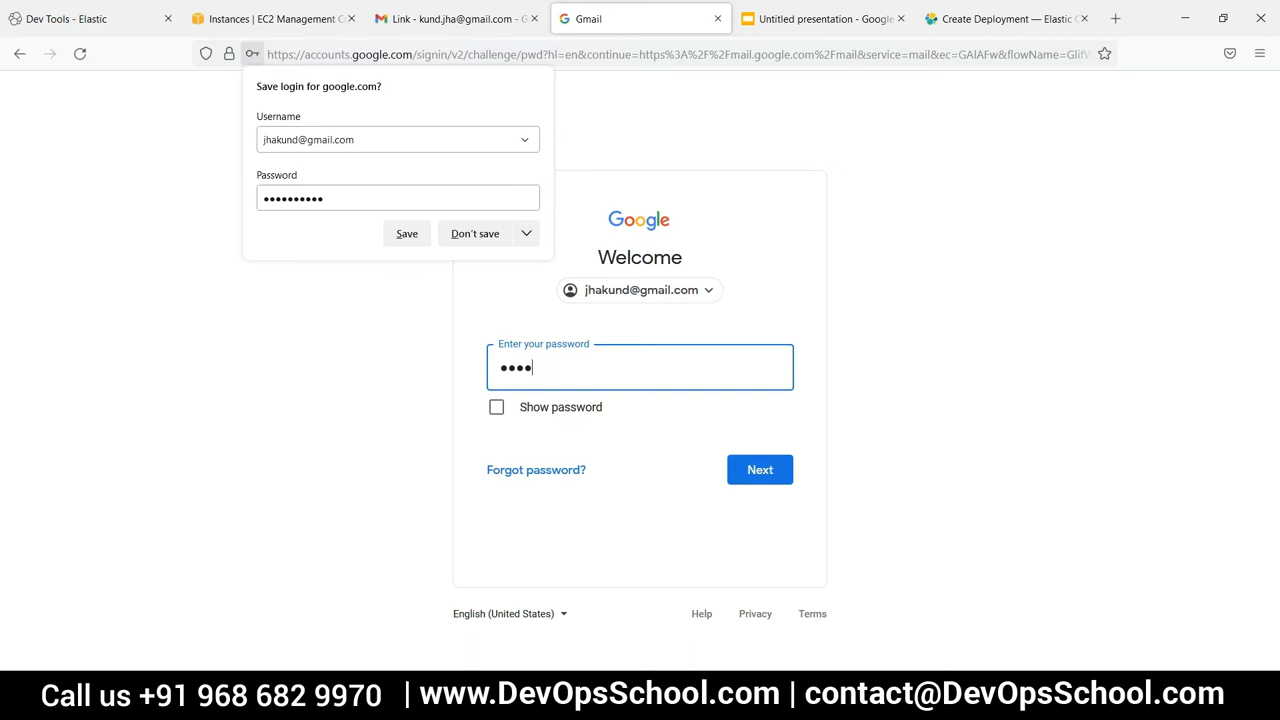 Dev Tools - Elastic
Instances | EC2 Management C
Link - kund.jha@gmail.com - G
Gmail
Untitled presentation - Google
Create Deployment — Elastic C
https://accounts.google.com/signin/v2/challenge/pwd?hl=en&continue=https%3A%2F%2Fmail.google.com%2Fmail&service=mail&ec=GAlAFw&flowName=Glif
Save login for google.com?
Username
jhakund@gmail.com
Password
Save
Don't save
Google
Welcome
jhakund@gmail.com
Enter your password
Show password
Forgot password?
Next
English (United States)
Help
Privacy
Terms
Call us +91 968 682 9970 | www.DevOpsSchool.com | contact@DevOpsSchool.com